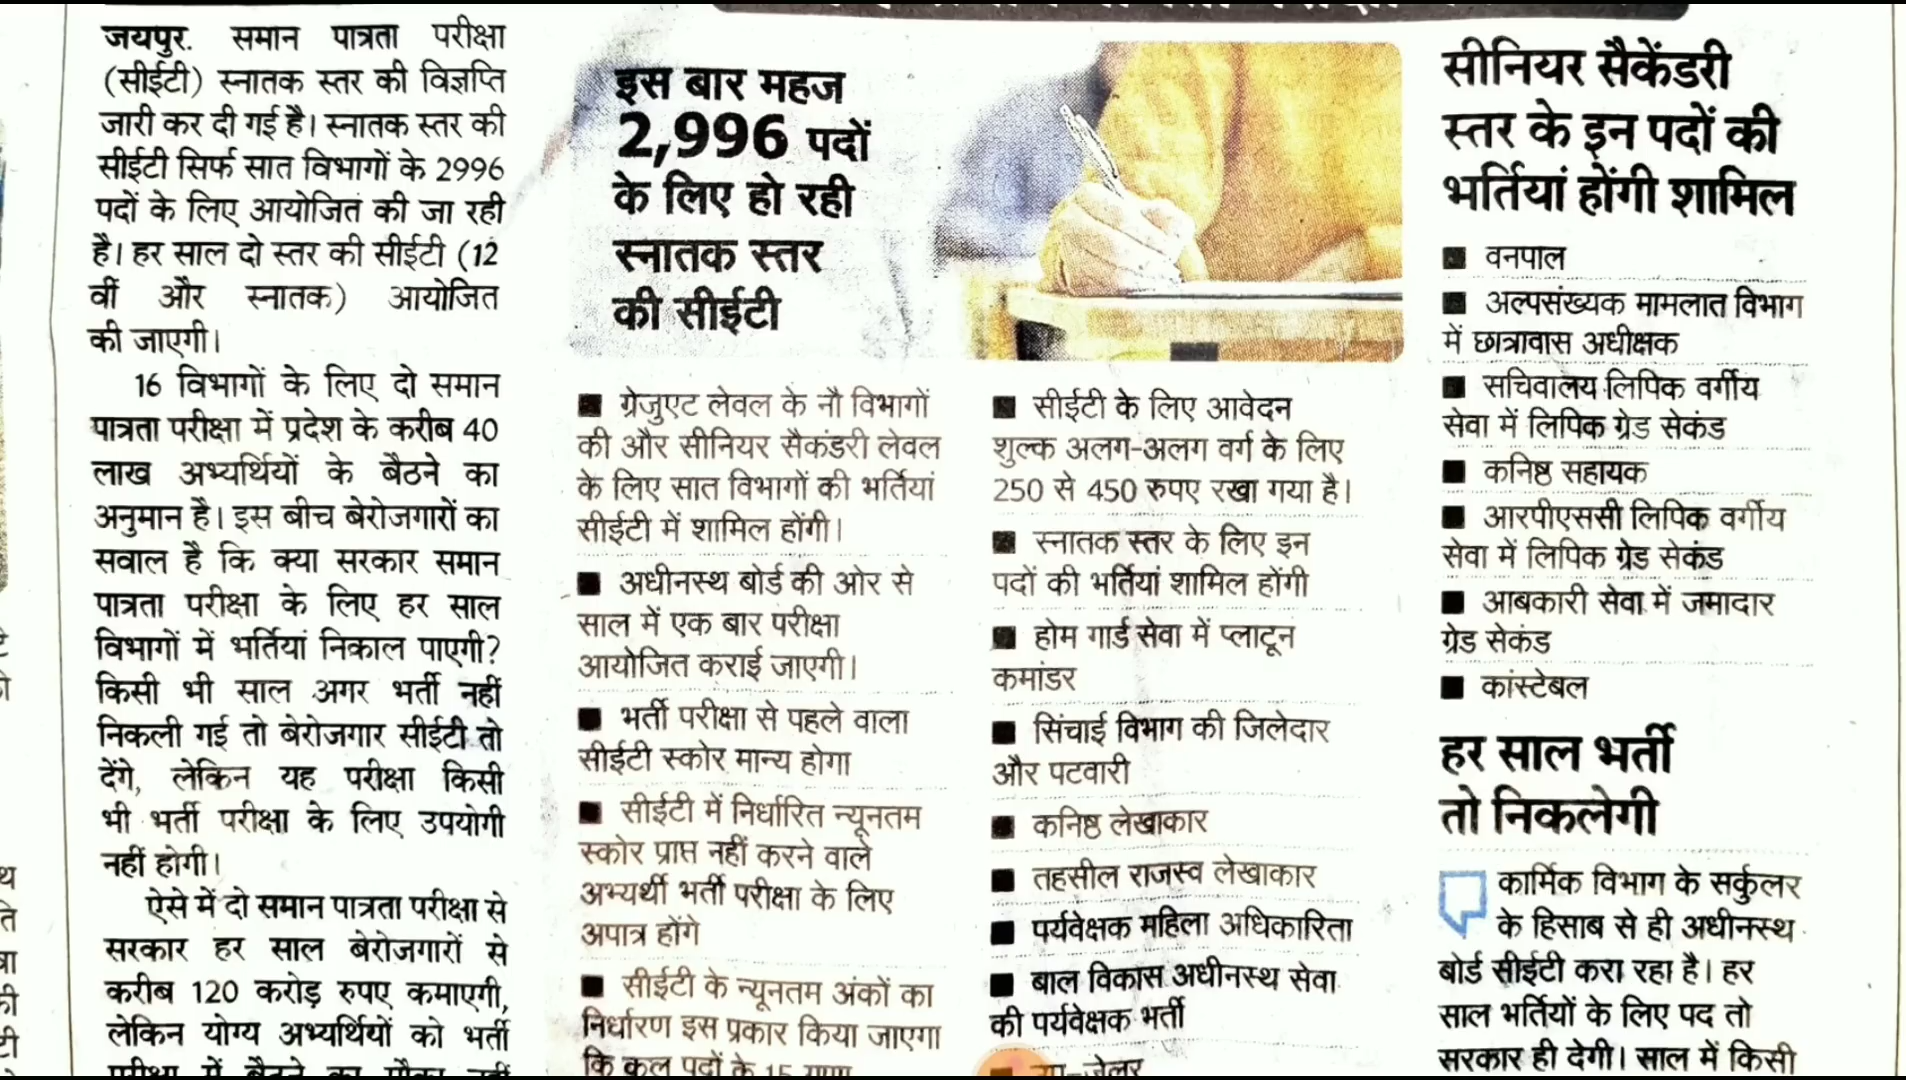 जयपुर. समान पात्रता परीक्षा
(सीईटी) स्नातक स्तर की विज्ञप्ति
जारी कर दी गई है। स्नातक स्तर की
सीईटी सिर्फ सात विभागों के 2996
पदों के लिए आयोजित की जा रही
है। हर साल दो स्तर की सीईटी (12
वीं और स्नातक) आयोजित
की जाएगी।
16 विभागों के लिए दो समान
पात्रता परीक्षा में प्रदेश के करीब 40
लाख अभ्यर्थियों के बैठने का
अनुमान है। इस बीच बेरोजगारों का
सवाल है कि क्या सरकार समान
पात्रता परीक्षा के लिए हर साल
विभागों में भर्तियां निकाल पाएगी?
किसी भी साल अगर भर्ती नहीं
निकली गई तो बेरोजगार सीईटी तो
देंगे, लेकिन यह परीक्षा किसी
भी भर्ती परीक्षा के लिए उपयोगी
नहीं होगी।
ऐसे में दो समान पात्रता परीक्षा से
सरकार हर साल बेरोजगारों से
करीब 120 करोड़ रुपए कमाएगी,
लेकिन योग्य अभ्यर्थियों को भर्ती
परीक्षा में बैठने का मौका नहीं
इस बार महज
2,996 पदों
के लिए हो रही
स्नातक स्तर
की सीईटी
■ ग्रेजुएट लेवल के नौ विभागों
की और सीनियर सैकंडरी लेवल
के लिए सात विभागों की भर्तियां
सीईटी में शामिल होंगी।
■ अधीनस्थ बोर्ड की ओर से
साल में एक बार परीक्षा
आयोजित कराई जाएगी।
■ भर्ती परीक्षा से पहले वाला
सीईटी स्कोर मान्य होगा
■ सीईटी में निर्धारित न्यूनतम
स्कोर प्राप्त नहीं करने वाले
अभ्यर्थी भर्ती परीक्षा के लिए
अपात्र होंगे
■ सीईटी के न्यूनतम अंकों का
निर्धारण इस प्रकार किया जाएगा
कि कुल पदों के 15 गुणा
■ सीईटी के लिए आवेदन
शुल्क अलग-अलग वर्ग के लिए
250 से 450 रुपए रखा गया है।
■ स्नातक स्तर के लिए इन
पदों की भर्तियां शामिल होंगी
■ होम गार्ड सेवा में प्लाटून
कमांडर
■ सिंचाई विभाग की जिलेदार
और पटवारी
■ कनिष्ठ लेखाकार
■ तहसील राजस्व लेखाकार
■ पर्यवेक्षक महिला अधिकारिता
■ बाल विकास अधीनस्थ सेवा
की पर्यवेक्षक भर्ती
■ उप-जेलर
सीनियर सैकेंडरी
स्तर के इन पदों की
भर्तियां होंगी शामिल
■ वनपाल
■ अल्पसंख्यक मामलात विभाग
में छात्रावास अधीक्षक
■ सचिवालय लिपिक वर्गीय
सेवा में लिपिक ग्रेड सेकंड
■ कनिष्ठ सहायक
■ आरपीएससी लिपिक वर्गीय
सेवा में लिपिक ग्रेड सेकंड
■ आबकारी सेवा में जमादार
ग्रेड सेकंड
■ कांस्टेबल
हर साल भर्ती
तो निकलेगी
कार्मिक विभाग के सर्कुलर
के हिसाब से ही अधीनस्थ
बोर्ड सीईटी करा रहा है। हर
साल भर्तियों के लिए पद तो
सरकार ही देगी। साल में किसी